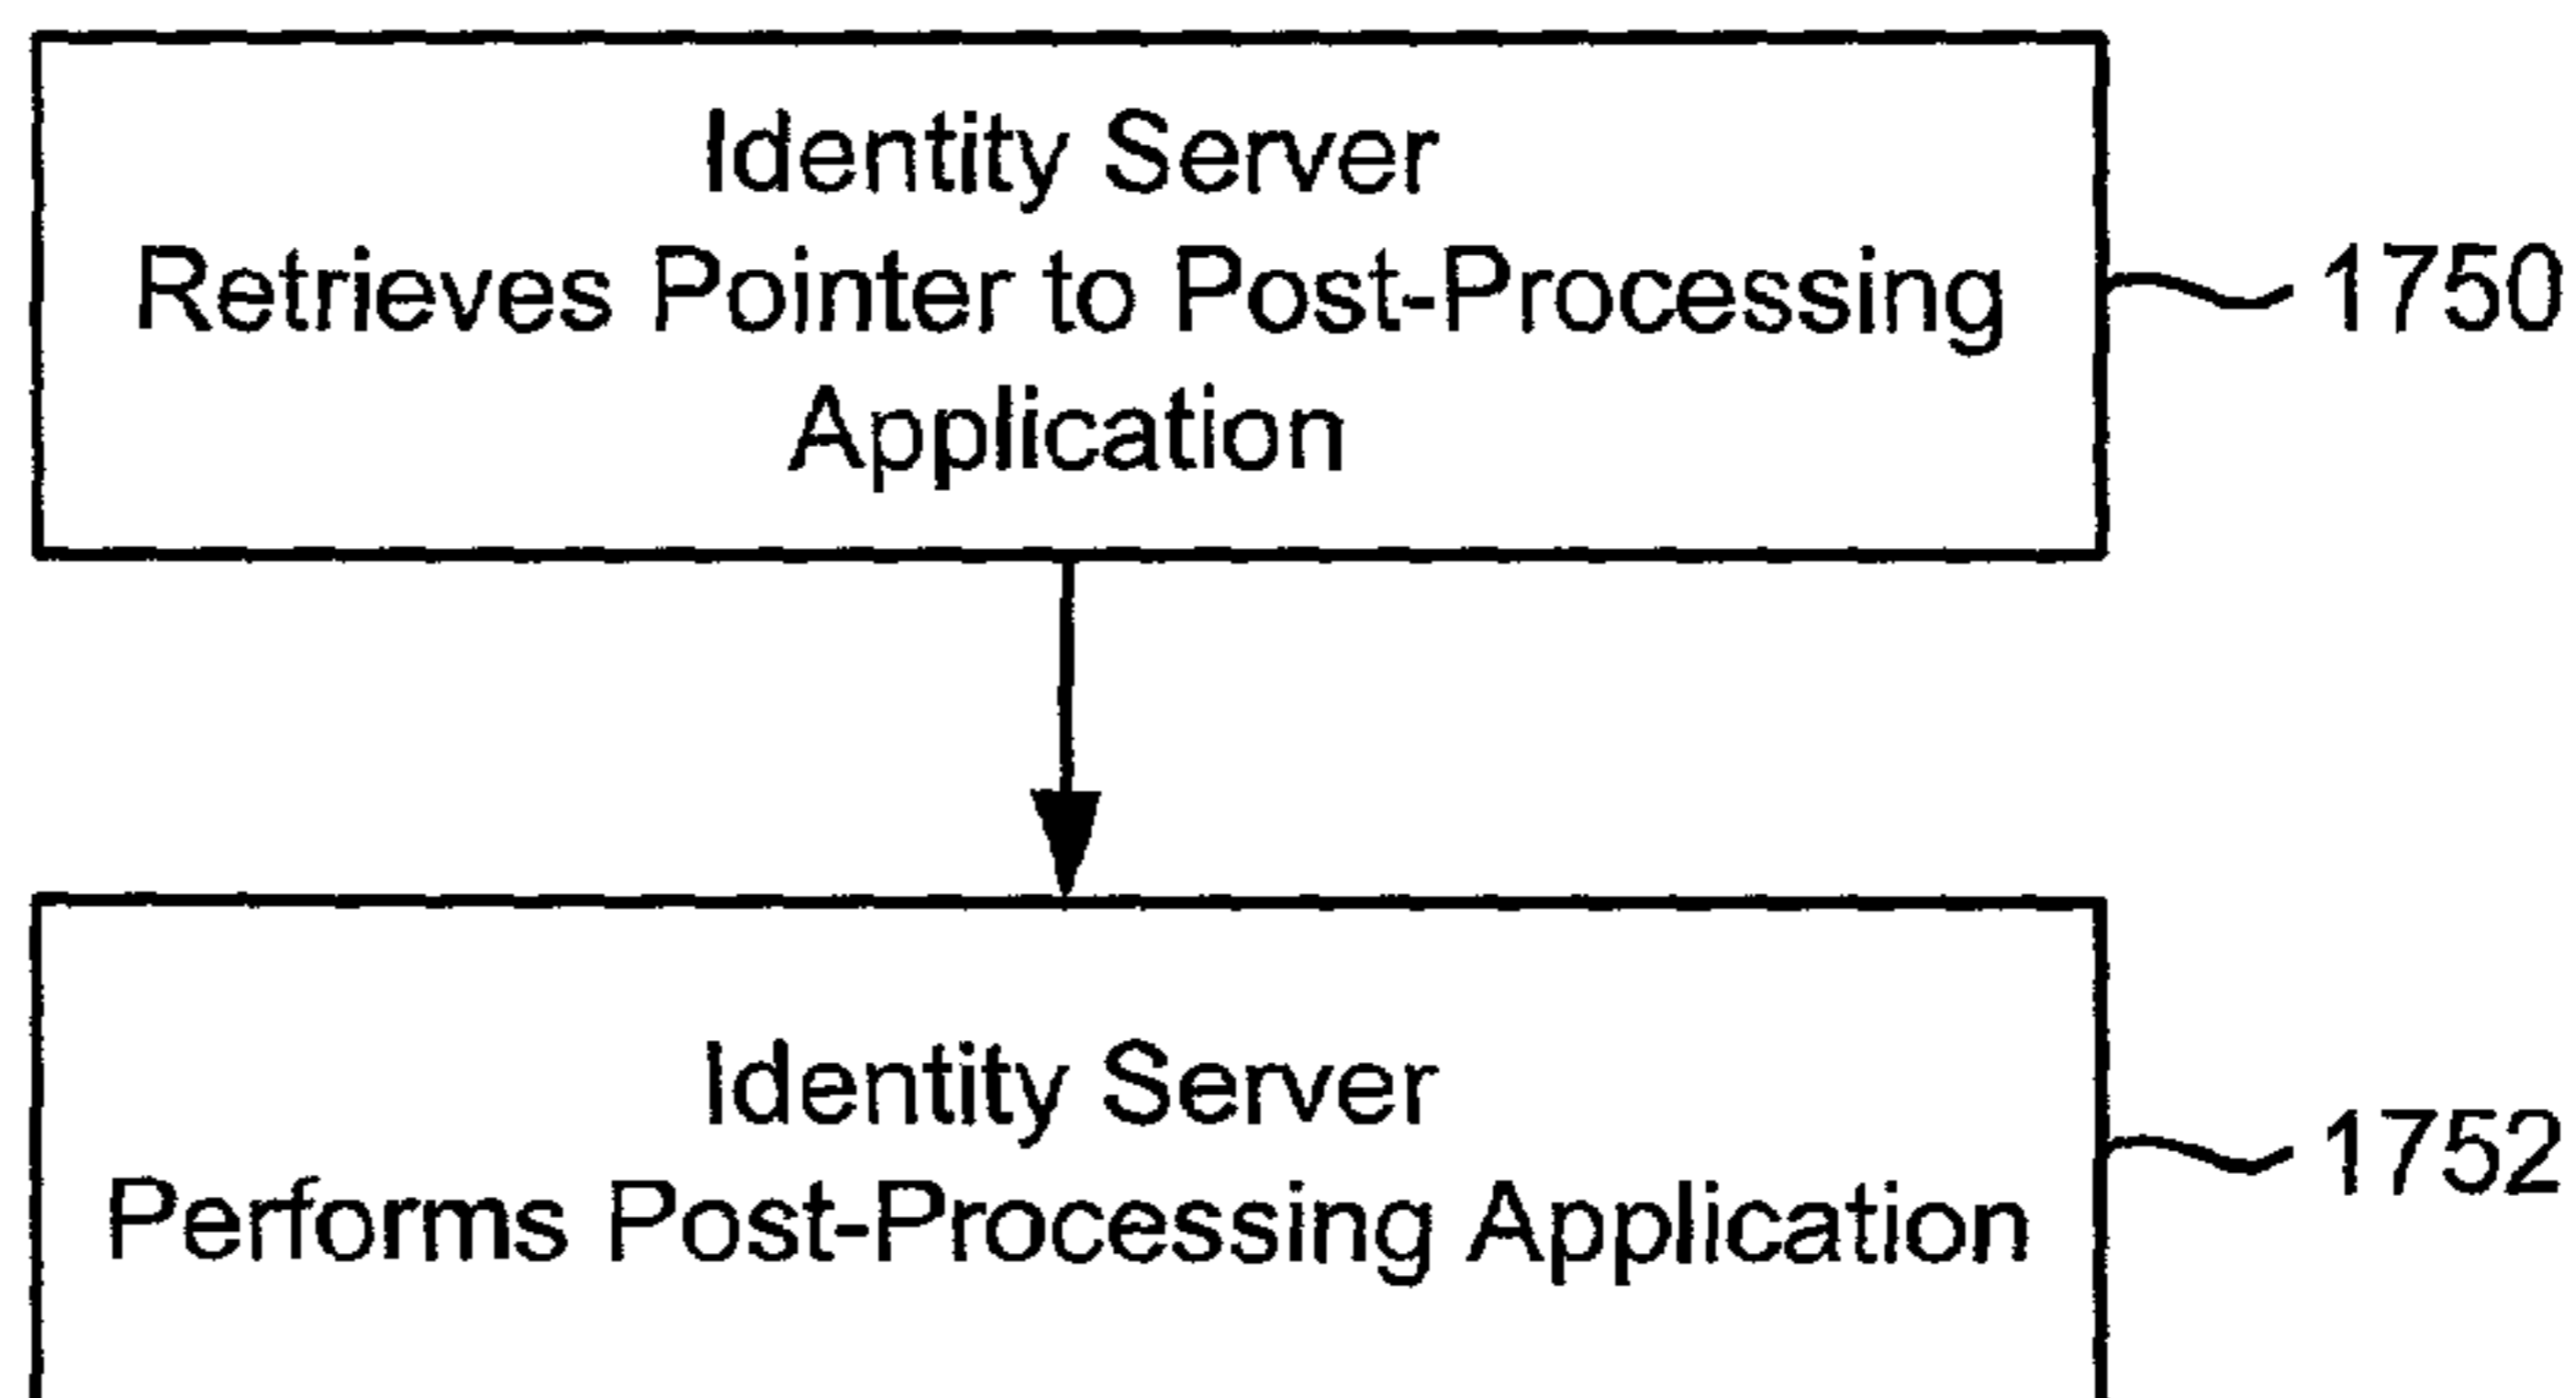 Identity Server
Retrieves Pointer to Post-Processing
Application
1750
Identity Server
Performs Post-Processing Application
1752